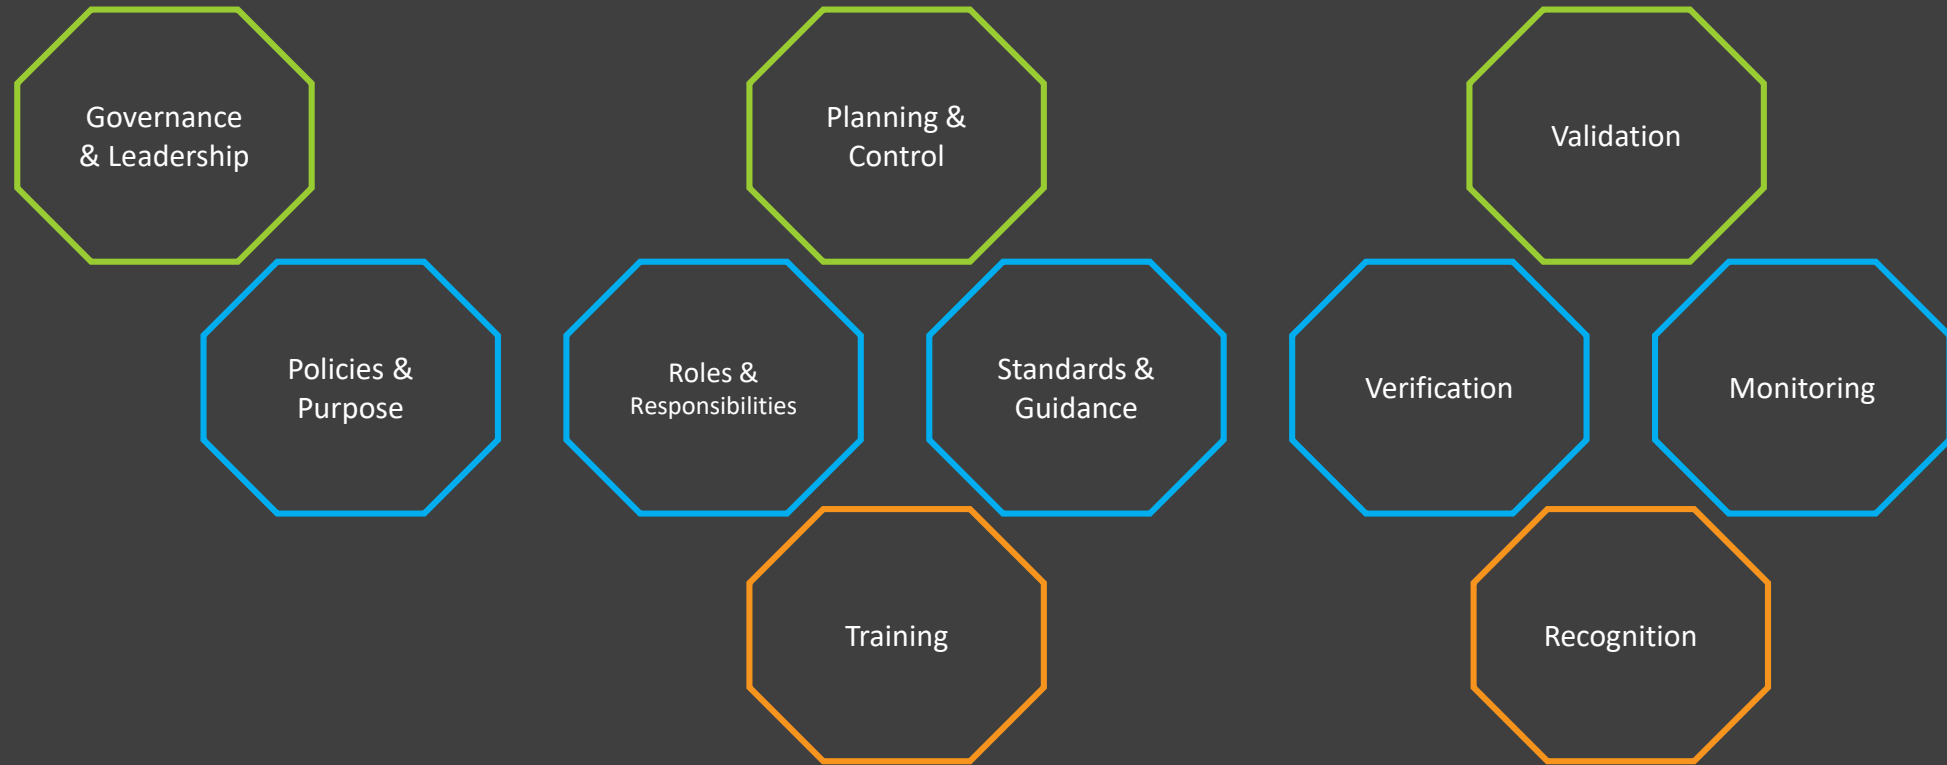 Governance
& Leadership
Planning &
Control
Validation
Policies &
Purpose
Roles &
Responsibilities
Standards &
Guidance
Verification
Monitoring
Training
Recognition